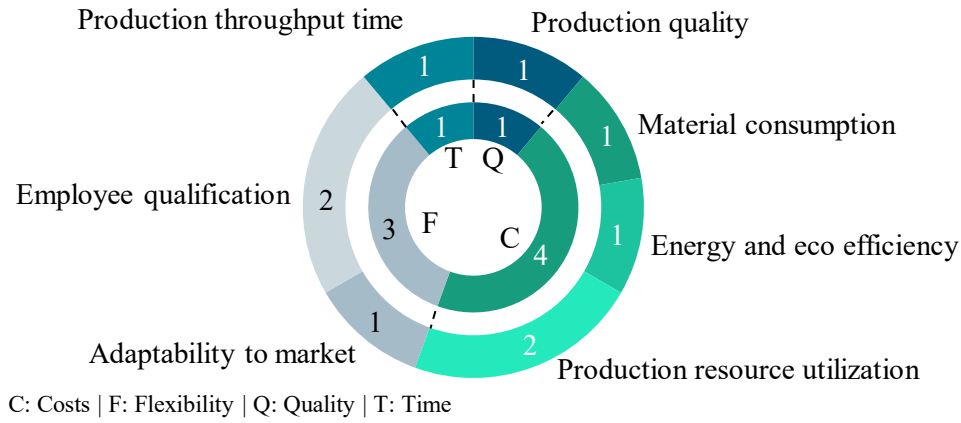 Production throughput time
Production quality
1
1
Material consumption
1
1
1
T
Q
Employee qualification
2
3
F
C
4
1
Energy and eco efficiency
1
2
Adaptability to market
Production resource utilization
C: Costs | F: Flexibility | Q: Quality | T: Time